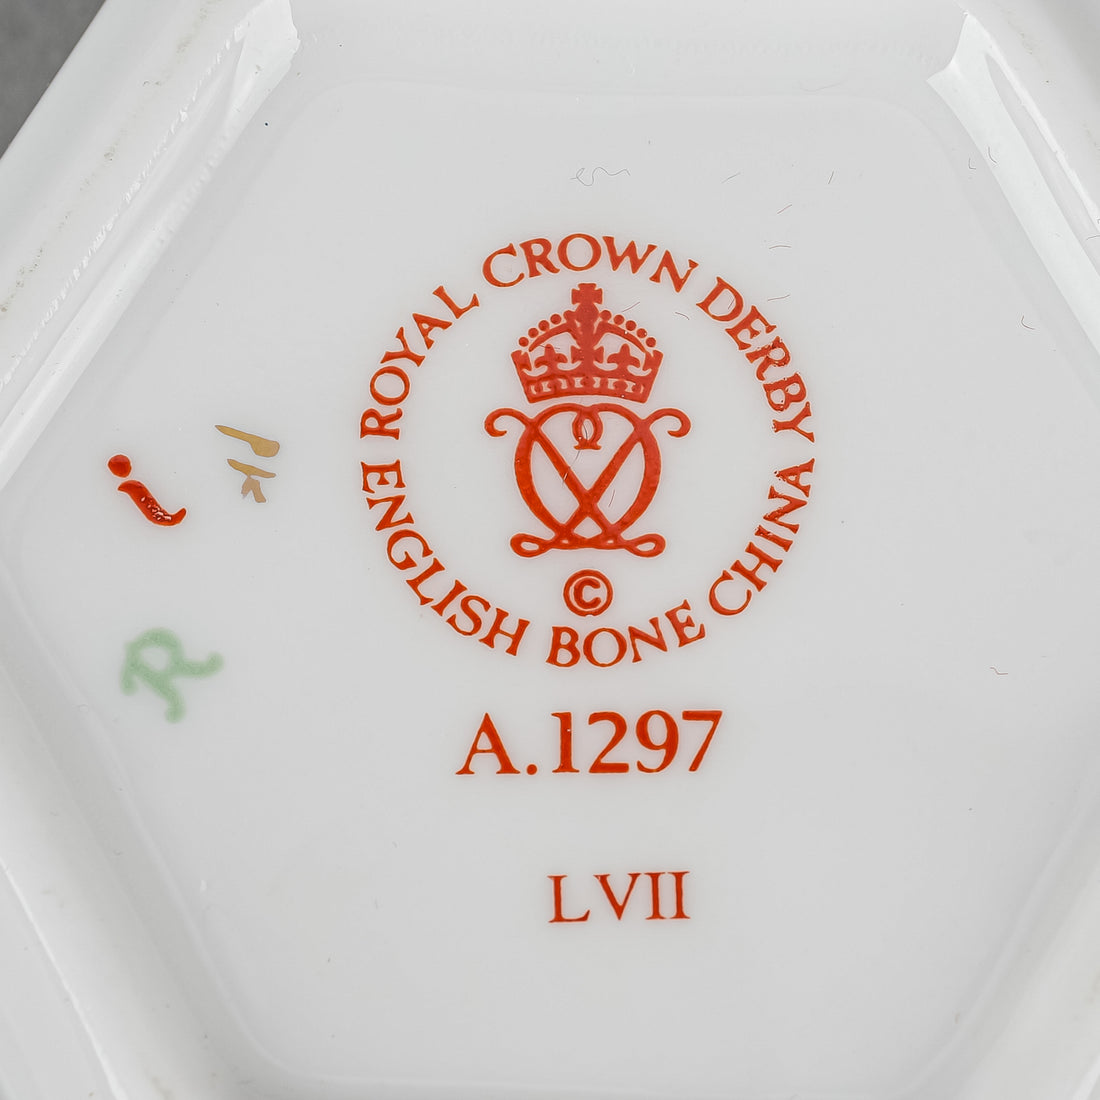 ROYAL CROWN DERBY
ENGLISH BONE CHINA
©
A.1297
LVII
i
R